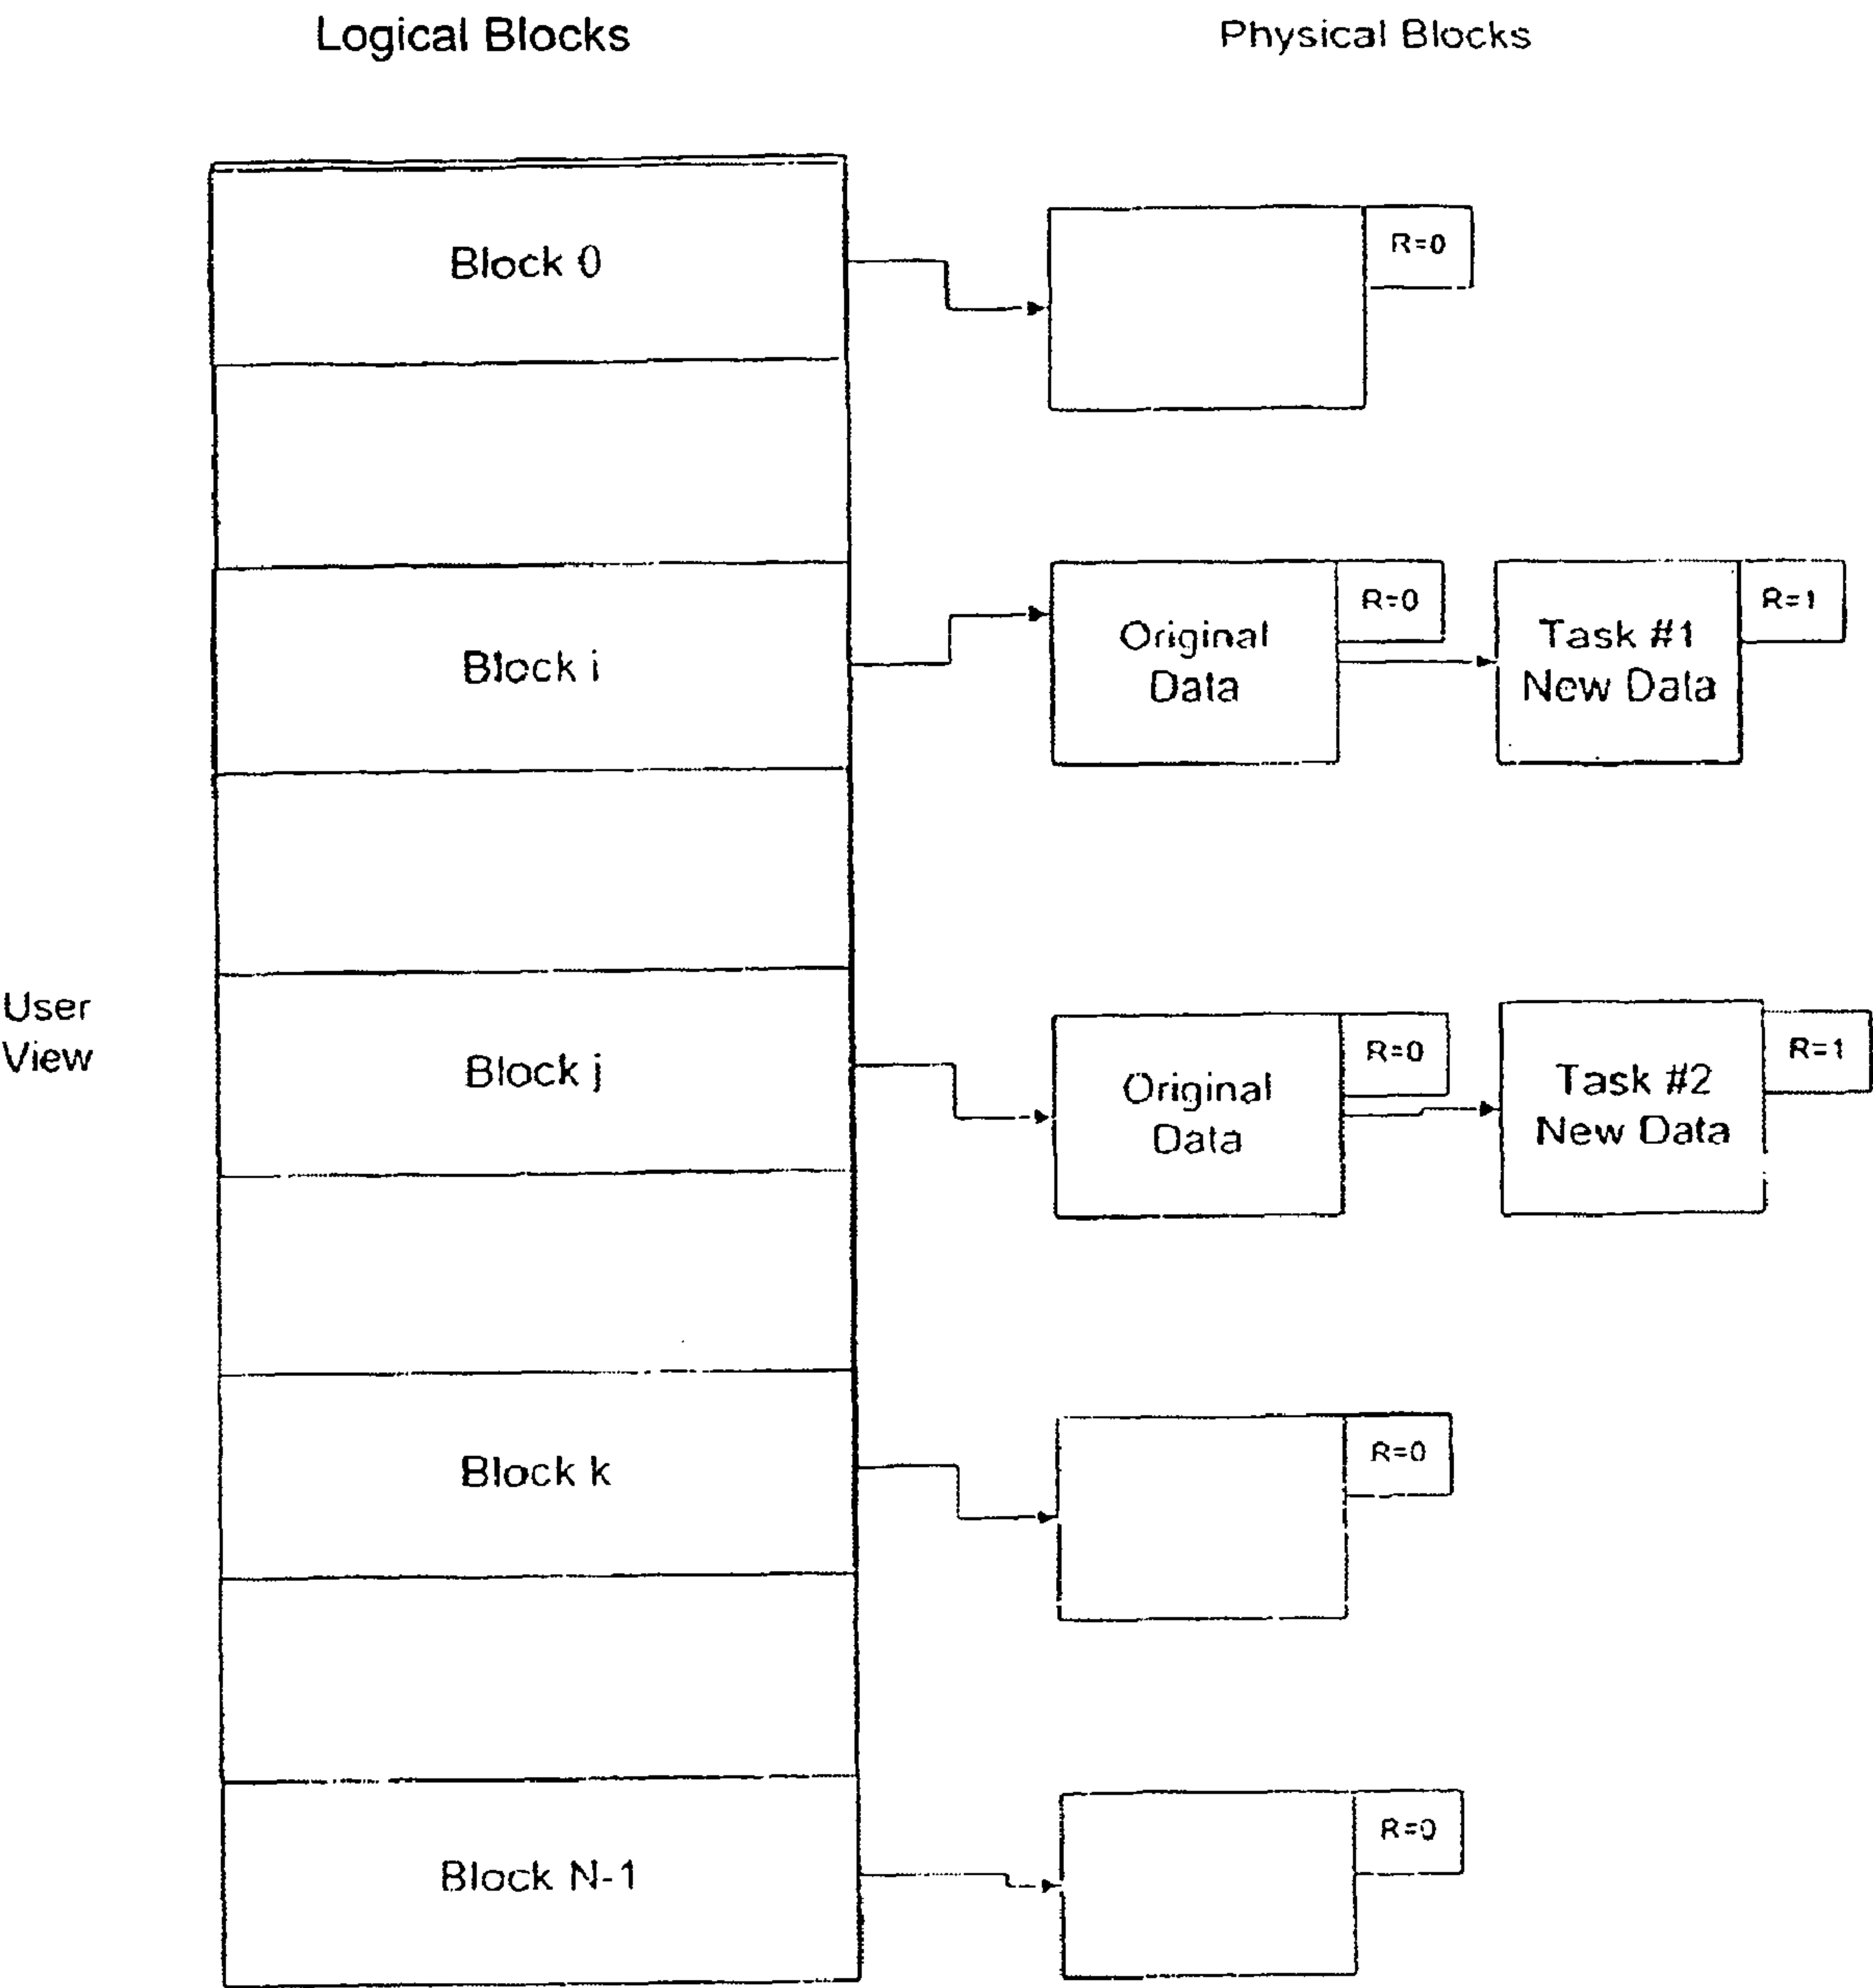 Logical Blocks
Physical Blocks
Block 0
R=0
Block i
Original
Data
R=0
Task #1
New Data
R=1
User
View
Block j
Original
Data
R=0
Task #2
New Data
R=1
Block k
R=0
Block N-1
R=0